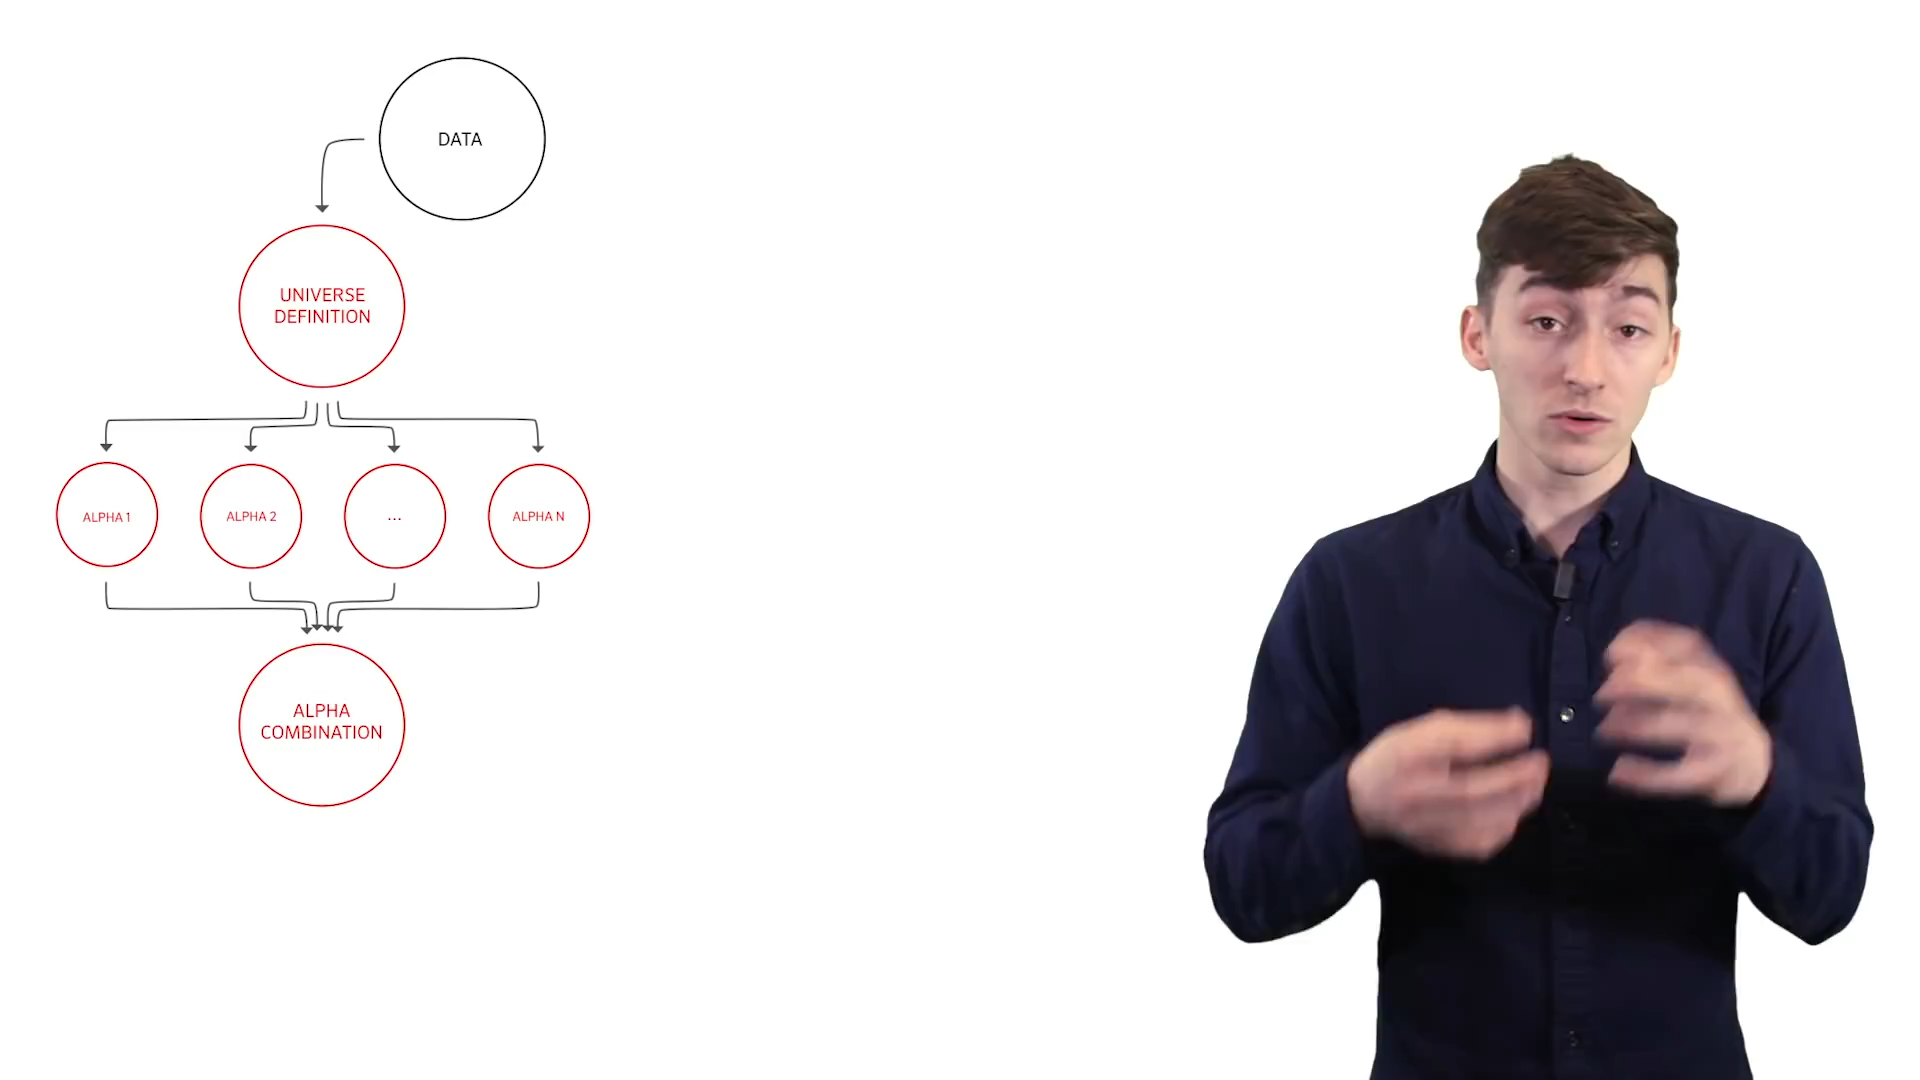 DATA
UNIVERSE
DEFINITION
ALPHA 1
ALPHA 2
...
ALPHA N
ALPHA
COMBINATION